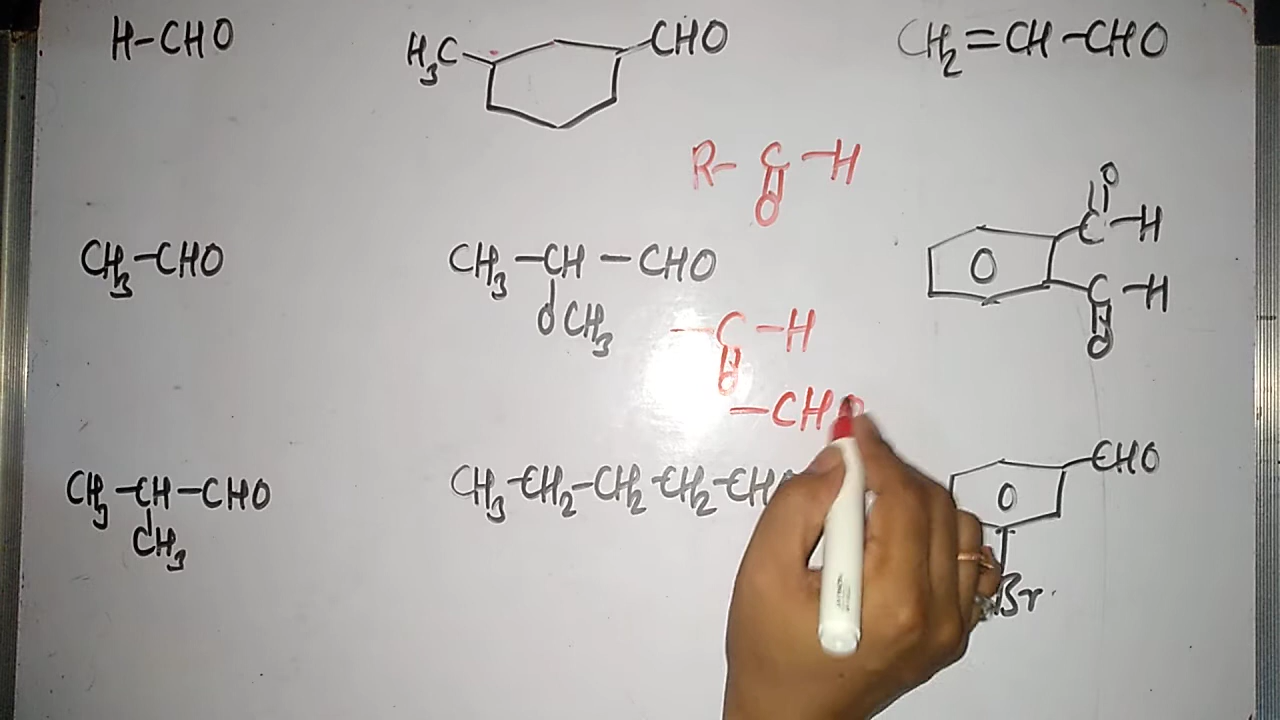 H-CHO
H₃C- -CHO
CH₂=CH-CHO
R-C-H
O
CH₃-CHO
CH₃-CH-CHO
OCH₃
O
C-H
O
C-H
O
-C-H
O
-CHO
CH₃-CH-CHO
CH₃
CH₃-CH₂-CH₂-CH₂-CHO
O
-CHO
Br